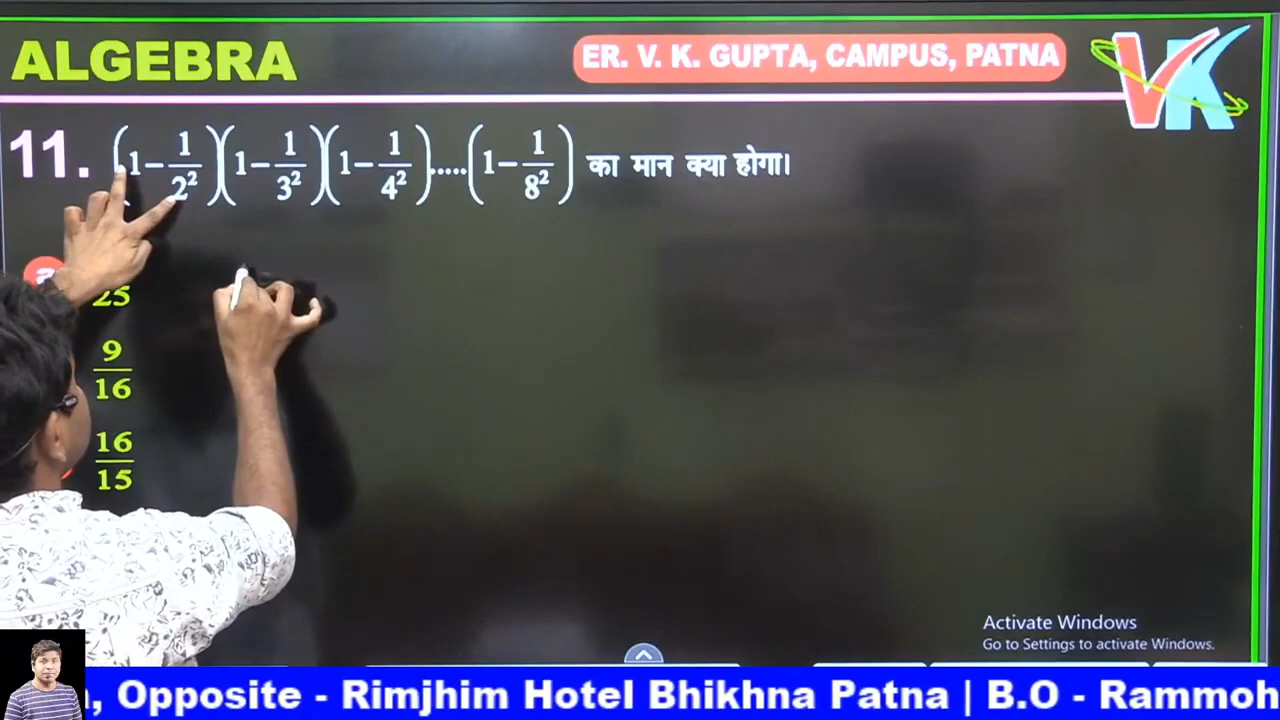 ALGEBRA
ER. V. K. GUPTA, CAMPUS, PATNA
VK
11. (1-1/2²)(1-1/3²)(1-1/4²).....(1-1/8²) का मान क्या होगा।
25
9/16
16/15
Activate Windows
Go to Settings to activate Windows.
, Opposite - Rimjhim Hotel Bhikhna Patna | B.O - Rammoh